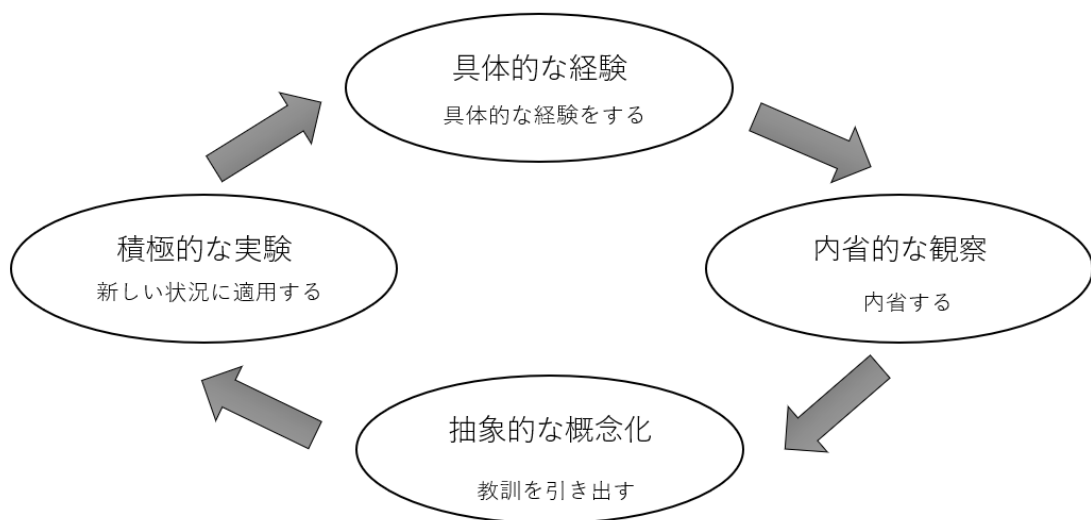 具体的な経験
具体的な経験をする
積極的な実験
新しい状況に適用する
内省的な観察
内省する
抽象的な概念化
教訓を引き出す